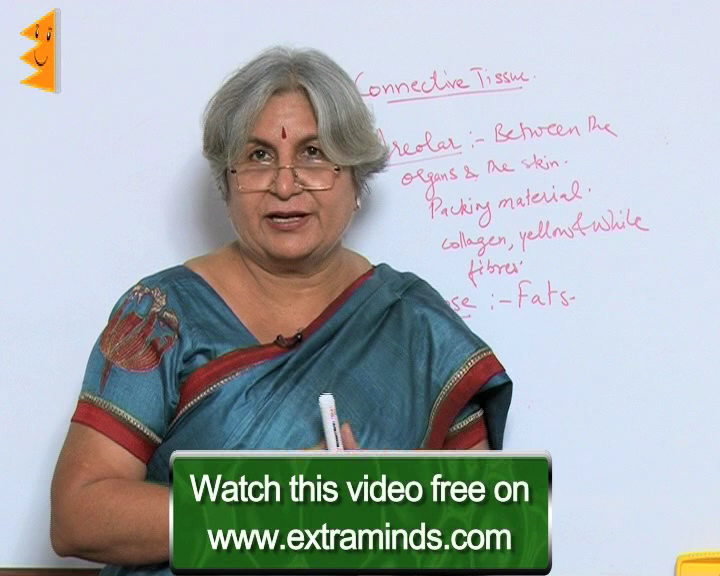 Connective Tissue.
Areolar :- Between the
organs & the skin.
Packing material.
collagen, yellow & white
fibres
ose :- Fats-
Watch this video free on
www.extraminds.com